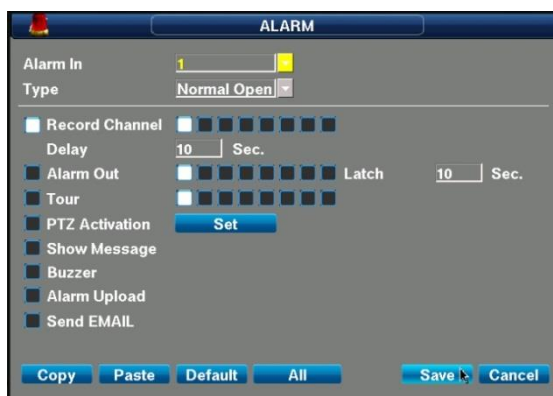 ALARM
Alarm In 1
Type Normal Open
Record Channel
Delay 10 Sec.
Alarm Out Latch 10 Sec.
Tour
PTZ Activation Set
Show Message
Buzzer
Alarm Upload
Send EMAIL
Copy Paste Default All Save Cancel